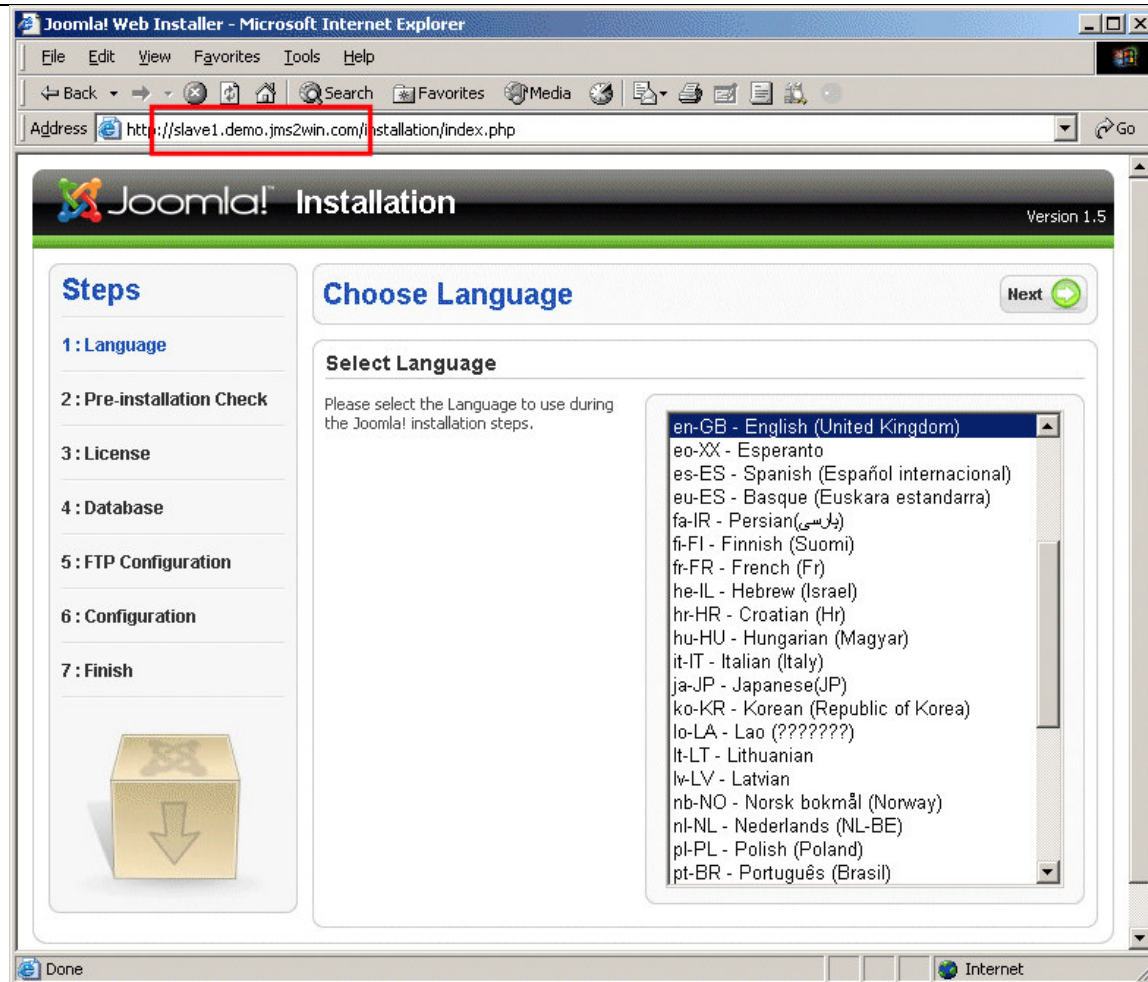 Joomla! Web Installer - Microsoft Internet Explorer
File Edit View Favorites Tools Help
Back Search Favorites Media
Address http://slave1.demo.jms2win.com/installation/index.php Go
Joomla! Installation
Version 1.5
Steps
1 : Language
2 : Pre-installation Check
3 : License
4 : Database
5 : FTP Configuration
6 : Configuration
7 : Finish
Choose Language
Next
Select Language
Please select the Language to use during
the Joomla! installation steps.
en-GB - English (United Kingdom)
eo-XX - Esperanto
es-ES - Spanish (Español internacional)
eu-ES - Basque (Euskara estandarra)
fa-IR - Persian(پارسی)
fi-FI - Finnish (Suomi)
fr-FR - French (Fr)
he-IL - Hebrew (Israel)
hr-HR - Croatian (Hr)
hu-HU - Hungarian (Magyar)
it-IT - Italian (Italy)
ja-JP - Japanese(JP)
ko-KR - Korean (Republic of Korea)
lo-LA - Lao (???????)
lt-LT - Lithuanian
lv-LV - Latvian
nb-NO - Norsk bokmål (Norway)
nl-NL - Nederlands (NL-BE)
pl-PL - Polish (Poland)
pt-BR - Português (Brasil)
Done Internet